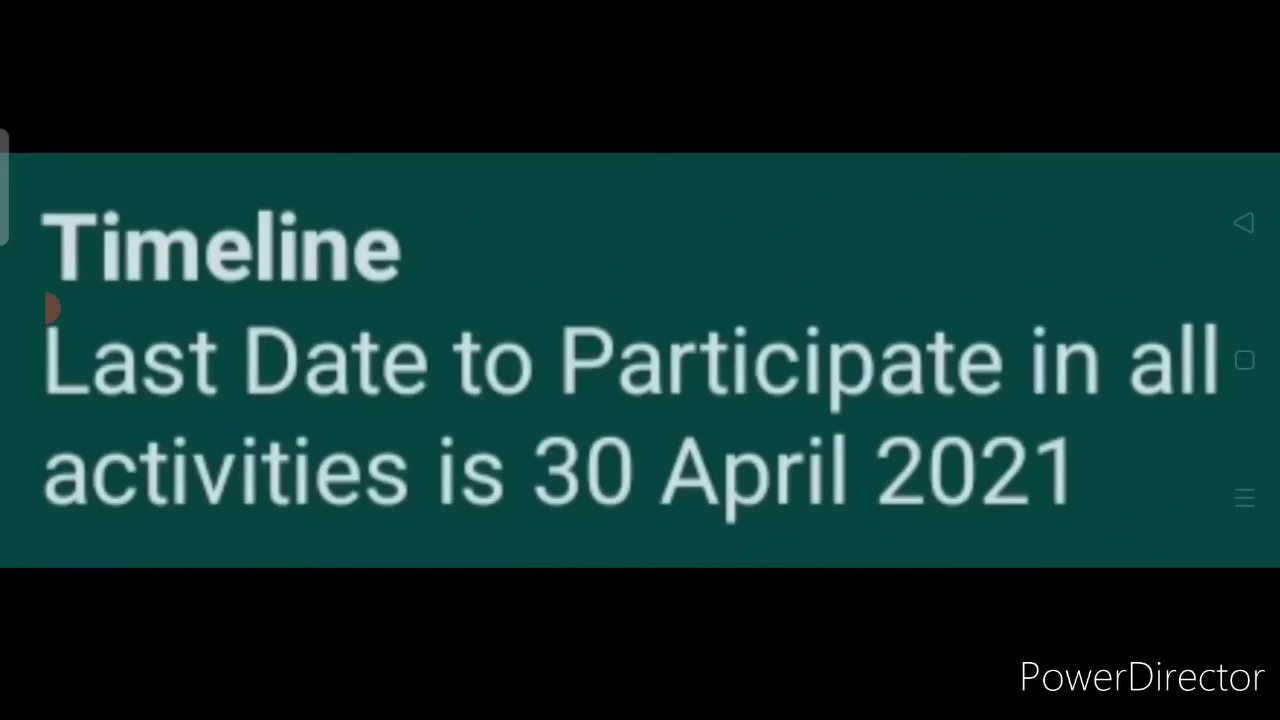 Timeline
Last Date to Participate in all
activities is 30 April 2021
PowerDirector